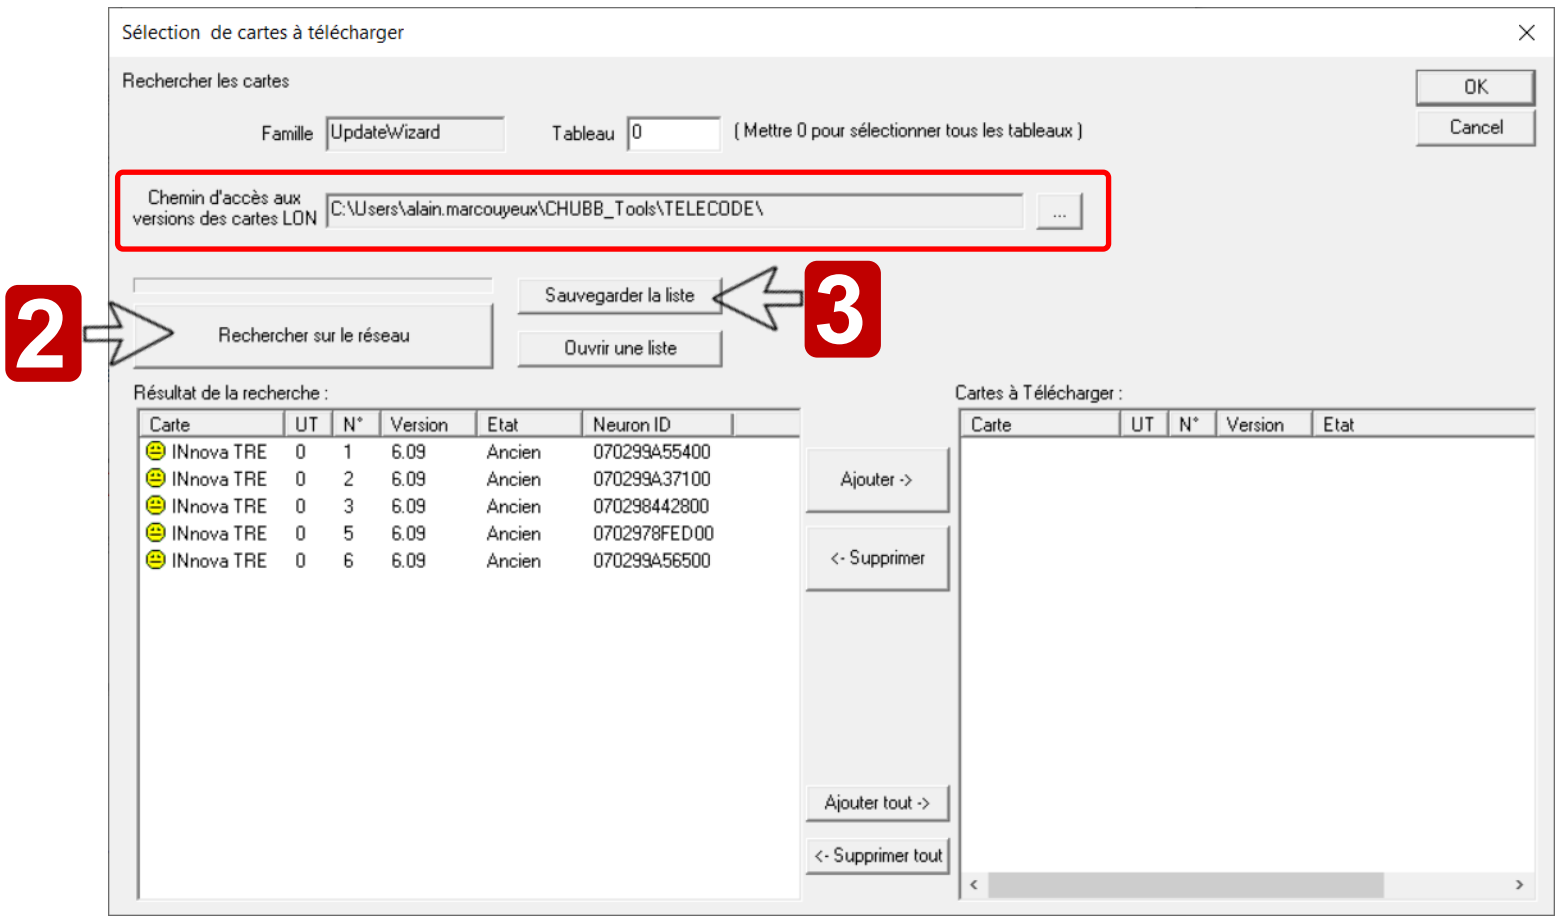 Sélection de cartes à télécharger
Rechercher les cartes
OK
Famille UpdateWizard Tableau 0 ( Mettre 0 pour sélectionner tous les tableaux )
Cancel
Chemin d'accès aux
versions des cartes LON C:\Users\alain.marcouyeux\CHUBB_Tools\TELECODE\ ...
2
Rechercher sur le réseau
Sauvegarder la liste
3
Ouvrir une liste
Résultat de la recherche :
Carte UT N° Version Etat Neuron ID
INnova TRE 0 1 6.09 Ancien 070299A55400
INnova TRE 0 2 6.09 Ancien 070299A37100
INnova TRE 0 3 6.09 Ancien 070298442800
INnova TRE 0 5 6.09 Ancien 0702978FED00
INnova TRE 0 6 6.09 Ancien 070299A56500
Ajouter ->
<- Supprimer
Ajouter tout ->
<- Supprimer tout
Cartes à Télécharger :
Carte UT N° Version Etat